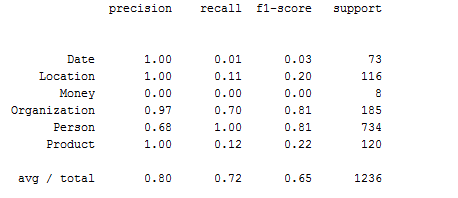 precision recall f1-score support
Date 1.00 0.01 0.03 73
Location 1.00 0.11 0.20 116
Money 0.00 0.00 0.00 8
Organization 0.97 0.70 0.81 185
Person 0.68 1.00 0.81 734
Product 1.00 0.12 0.22 120
avg / total 0.80 0.72 0.65 1236